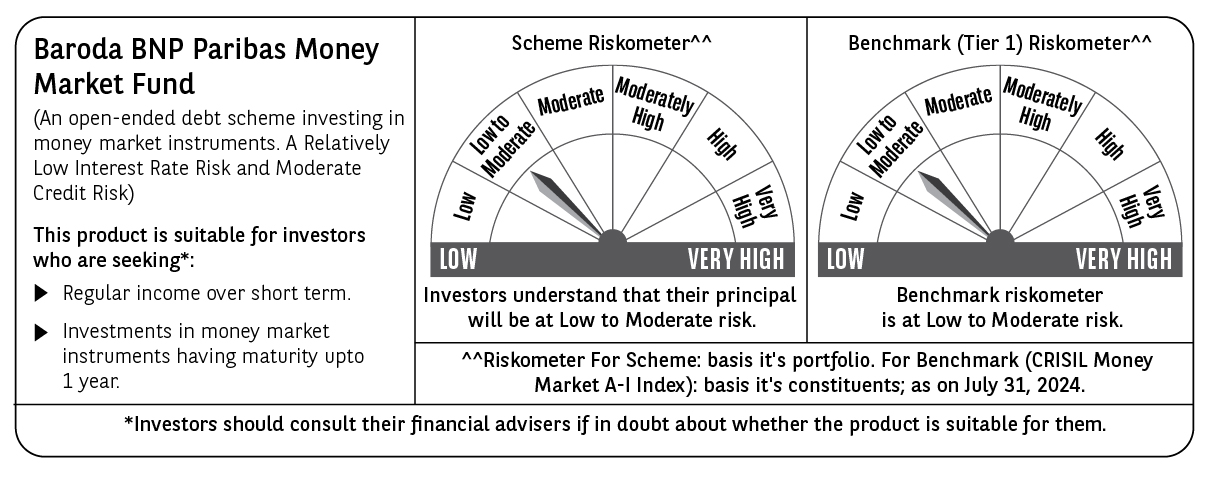 Baroda BNP Paribas Money
Market Fund
(An open-ended debt scheme investing in
money market instruments. A Relatively
Low Interest Rate Risk and Moderate
Credit Risk)
This product is suitable for investors
who are seeking*:
▶ Regular income over short term.
▶ Investments in money market
instruments having maturity upto
1 year.
Scheme Riskometer^^
Low
Low to
Moderate
Moderate
Moderately
High
High
Very
High
LOW VERY HIGH
Investors understand that their principal
will be at Low to Moderate risk.
Benchmark (Tier 1) Riskometer^^
Low
Low to
Moderate
Moderate
Moderately
High
High
Very
High
LOW VERY HIGH
Benchmark riskometer
is at Low to Moderate risk.
^^Riskometer For Scheme: basis it's portfolio. For Benchmark (CRISIL Money
Market A-I Index): basis it's constituents; as on July 31, 2024.
*Investors should consult their financial advisers if in doubt about whether the product is suitable for them.